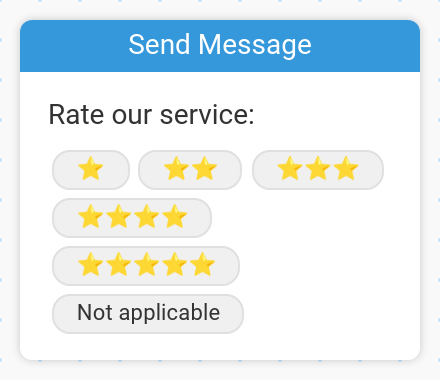 Send Message
Rate our service:
⭐ ⭐⭐ ⭐⭐⭐
⭐⭐⭐⭐
⭐⭐⭐⭐⭐
Not applicable